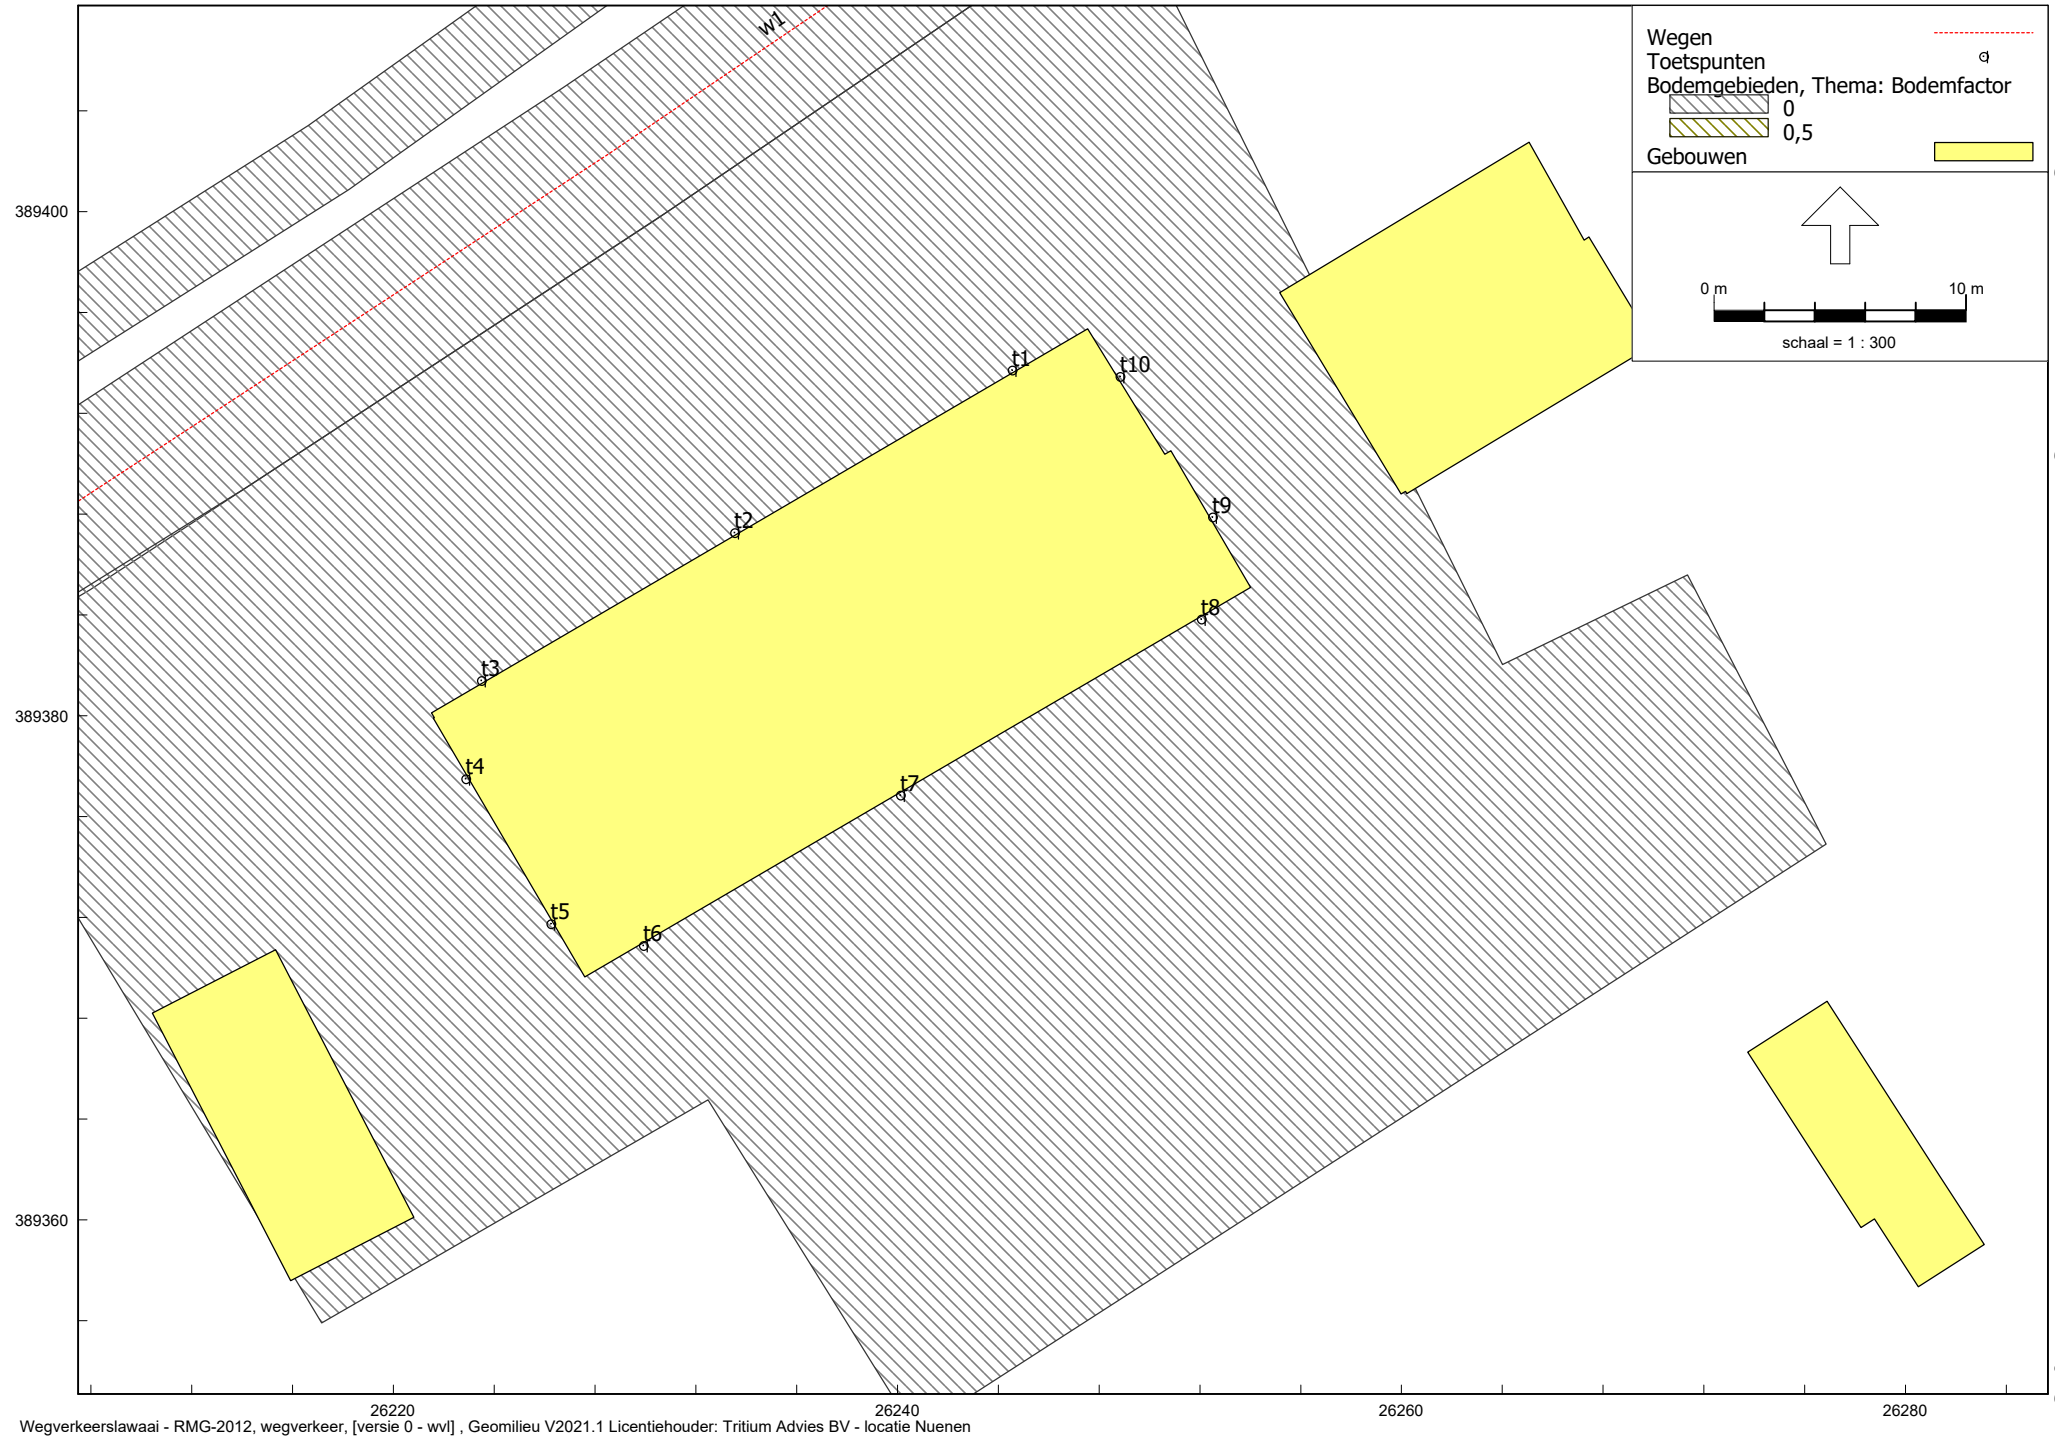 w1
Wegen
Toetspunten
Bodemgebieden, Thema: Bodemfactor
0
0,5
Gebouwen
0 m 10 m
schaal = 1 : 300
389400
389380
389360
t1
t10
t2
t9
t8
t3
t4
t7
t5
t6
26220 26240 26260 26280
Wegverkeerslawaai - RMG-2012, wegverkeer, [versie 0 - wvl] , Geomilieu V2021.1 Licentiehouder: Tritium Advies BV - locatie Nuenen